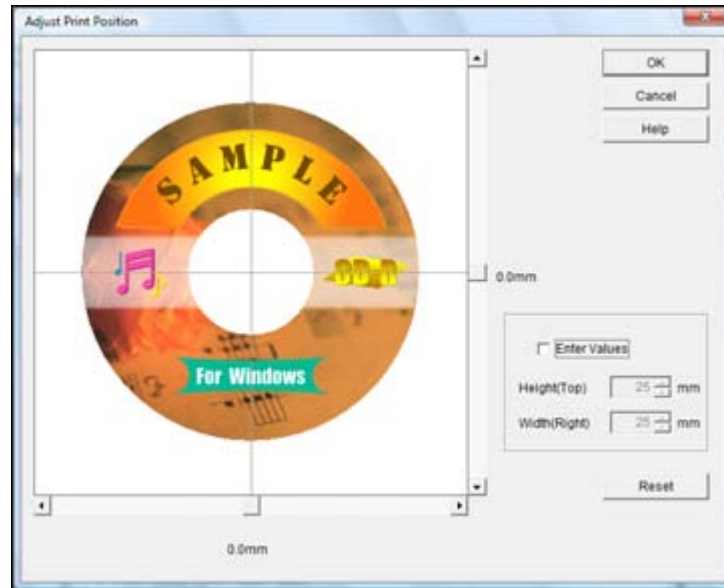 Adjust Print Position
OK
Cancel
Help
SAMPLE
CD-R
0.0mm
For Windows
Enter Values
Height(Top) 25 mm
Width(Right) 25 mm
Reset
0.0mm